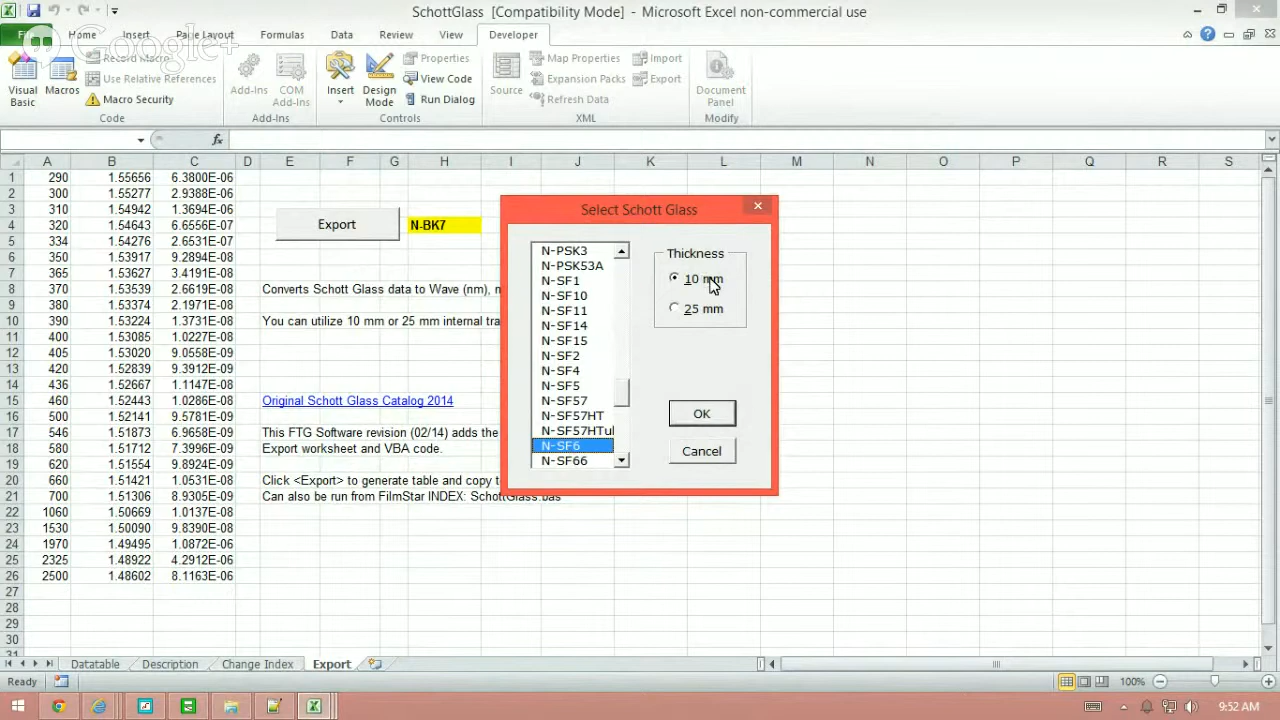 SchottGlass [Compatibility Mode] - Microsoft Excel non-commercial use
File Home Insert Page Layout Formulas Data Review View Developer
Google+
Visual Basic
Macros
Record Macro
Use Relative References
Macro Security
Code
Add-Ins
COM Add-Ins
Add-Ins
Insert
Design Mode
Properties
View Code
Run Dialog
Controls
Source
Map Properties
Expansion Packs
Refresh Data
Import
Export
XML
Document Panel
Modify
fx
A B C D E F G H I J K L M N O P Q R S
1 290 1.55656 6.3800E-06
2 300 1.55277 2.9388E-06
3 310 1.54942 1.3694E-06
4 320 1.54643 6.6556E-07 Export N-BK7
5 334 1.54276 2.6531E-07
6 350 1.53917 9.2894E-08
7 365 1.53627 3.4191E-08
8 370 1.53539 2.6619E-08 Converts Schott Glass data to Wave (nm), n
9 380 1.53374 2.1971E-08
10 390 1.53224 1.3731E-08 You can utilize 10 mm or 25 mm internal tra
11 400 1.53085 1.0227E-08
12 405 1.53020 9.0558E-09
13 420 1.52839 9.3912E-09
14 436 1.52667 1.1147E-08
15 460 1.52443 1.0286E-08 Original Schott Glass Catalog 2014
16 500 1.52141 9.5781E-09
17 546 1.51873 6.9658E-09 This FTG Software revision (02/14) adds the
18 580 1.51712 7.3996E-09 Export worksheet and VBA code.
19 620 1.51554 9.8924E-09
20 660 1.51421 1.0531E-08 Click <Export> to generate table and copy t
21 700 1.51306 8.9305E-09 Can also be run from FilmStar INDEX: SchottGlass.bas
22 1060 1.50669 1.0137E-08
23 1530 1.50090 9.8390E-08
24 1970 1.49495 1.0872E-06
25 2325 1.48922 4.2912E-06
26 2500 1.48602 8.1163E-06
27
28
29
30
31
Select Schott Glass
N-PSK3
N-PSK53A
N-SF1
N-SF10
N-SF11
N-SF14
N-SF15
N-SF2
N-SF4
N-SF5
N-SF57
N-SF57HT
N-SF57HTul
N-SF6
N-SF66
Thickness
10 mm
25 mm
OK
Cancel
Datatable Description Change Index Export
Ready
100%
9:52 AM